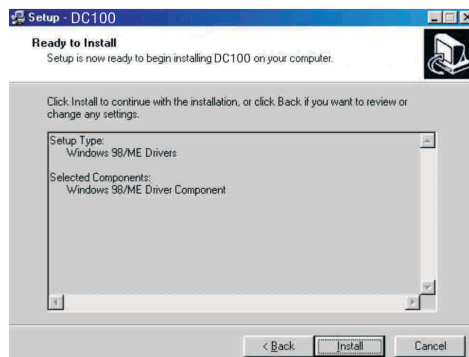 Setup - DC100
Ready to Install
Setup is now ready to begin installing DC100 on your computer.
Click Install to continue with the installation, or click Back if you want to review or
change any settings.
Setup Type:
Windows 98/ME Drivers
Selected Components:
Windows 98/ME Driver Component
< Back
Install
Cancel